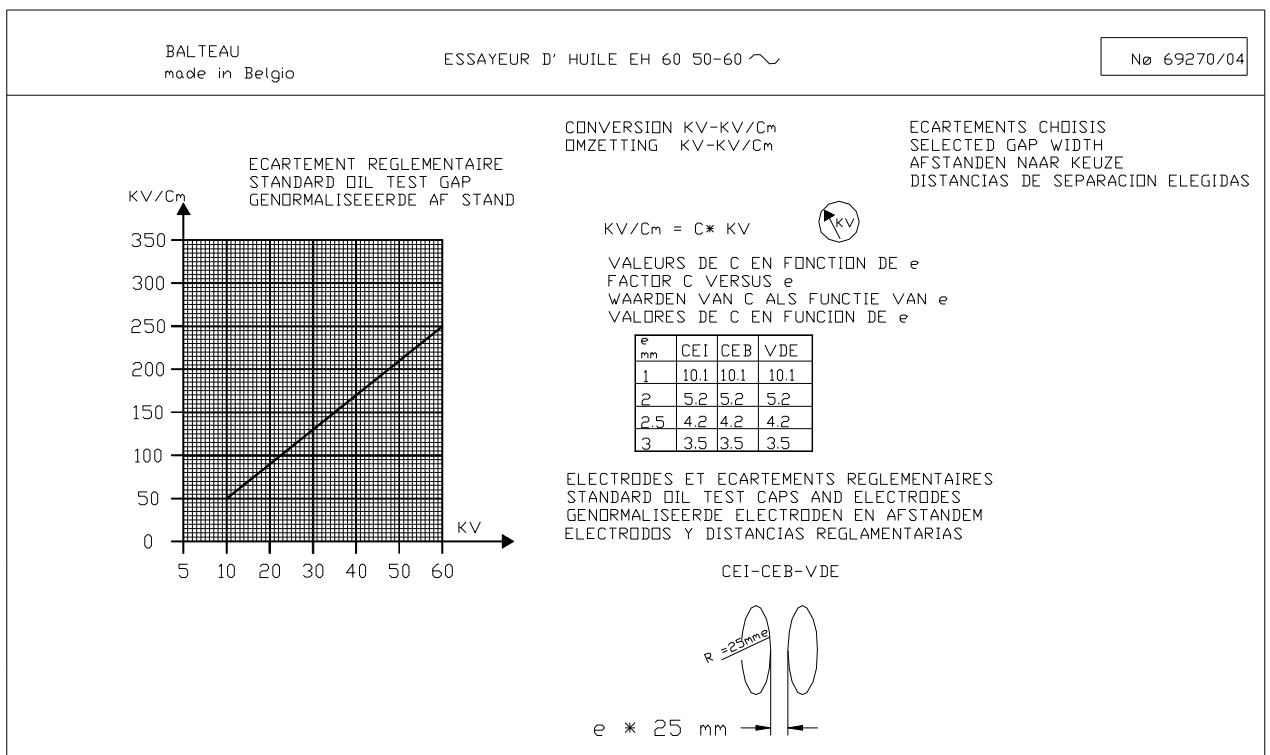 BALTEAU
made in Belgio
ESSAYEUR D' HUILE EH 60 50-60
Nø 69270/04
ECARTEMENT REGLEMENTAIRE
STANDARD OIL TEST GAP
GENORMALISEEERDE AF STAND
KV/Cm
350
300
250
200
150
100
50
0
KV
5 10 20 30 40 50 60
CONVERSION KV-KV/Cm
OMZETTING KV-KV/Cm
KV/Cm = C* KV
KV
VALEURS DE C EN FONCTION DE e
FACTOR C VERSUS e
WAARDEN VAN C ALS FUNCTIE VAN e
VALORES DE C EN FUNCION DE e
e mm CEI CEB VDE
1 10.1 10.1 10.1
2 5.2 5.2 5.2
2.5 4.2 4.2 4.2
3 3.5 3.5 3.5
ECARTEMENTS CHOISIS
SELECTED GAP WIDTH
AFSTANDEN NAAR KEUZE
DISTANCIAS DE SEPARACION ELEGIDAS
ELECTRODES ET ECARTEMENTS REGLEMENTAIRES
STANDARD OIL TEST CAPS AND ELECTRODES
GENORMALISEERDE ELECTRODEN EN AFSTANDEM
ELECTRODOS Y DISTANCIAS REGLAMENTARIAS
CEI-CEB-VDE
R =25mme
e * 25 mm